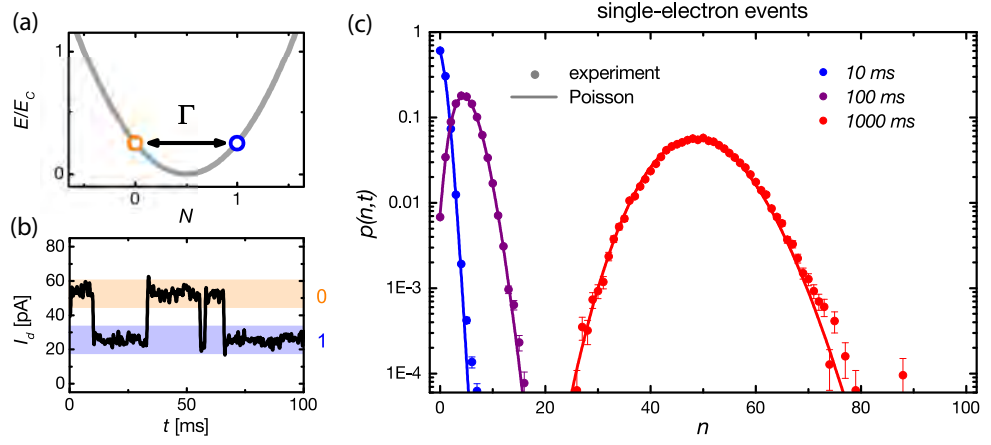 (a)
1
0
E/E_C
Γ
0
1
N
(b)
80
60
40
20
0
I_d [pA]
0
1
0
50
100
t [ms]
(c)
single-electron events
1
0.1
0.01
1E-3
1E-4
p(n,t)
experiment
Poisson
10 ms
100 ms
1000 ms
0
20
40
60
80
100
n